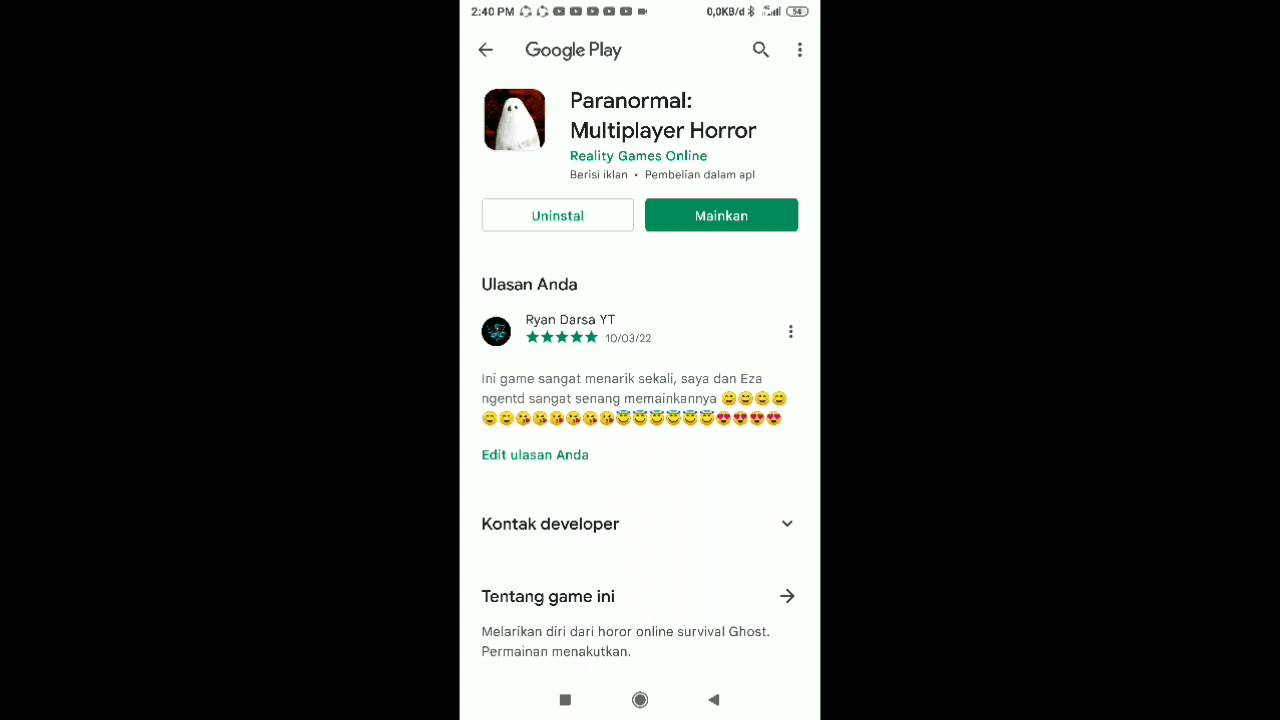 2:40 PM
0,0KB/d
4G
54
Google Play
Paranormal:
Multiplayer Horror
Reality Games Online
Berisi iklan • Pembelian dalam apl
Uninstal
Mainkan
Ulasan Anda
Ryan Darsa YT
★★★★★ 10/03/22
Ini game sangat menarik sekali, saya dan Eza
ngentd sangat senang memainkannya 😄😄😄😄
😄😄😘😘😘😘😘😘😇😇😇😇😇😇😍😍😍😍
Edit ulasan Anda
Kontak developer
Tentang game ini
Melarikan diri dari horor online survival Ghost.
Permainan menakutkan.